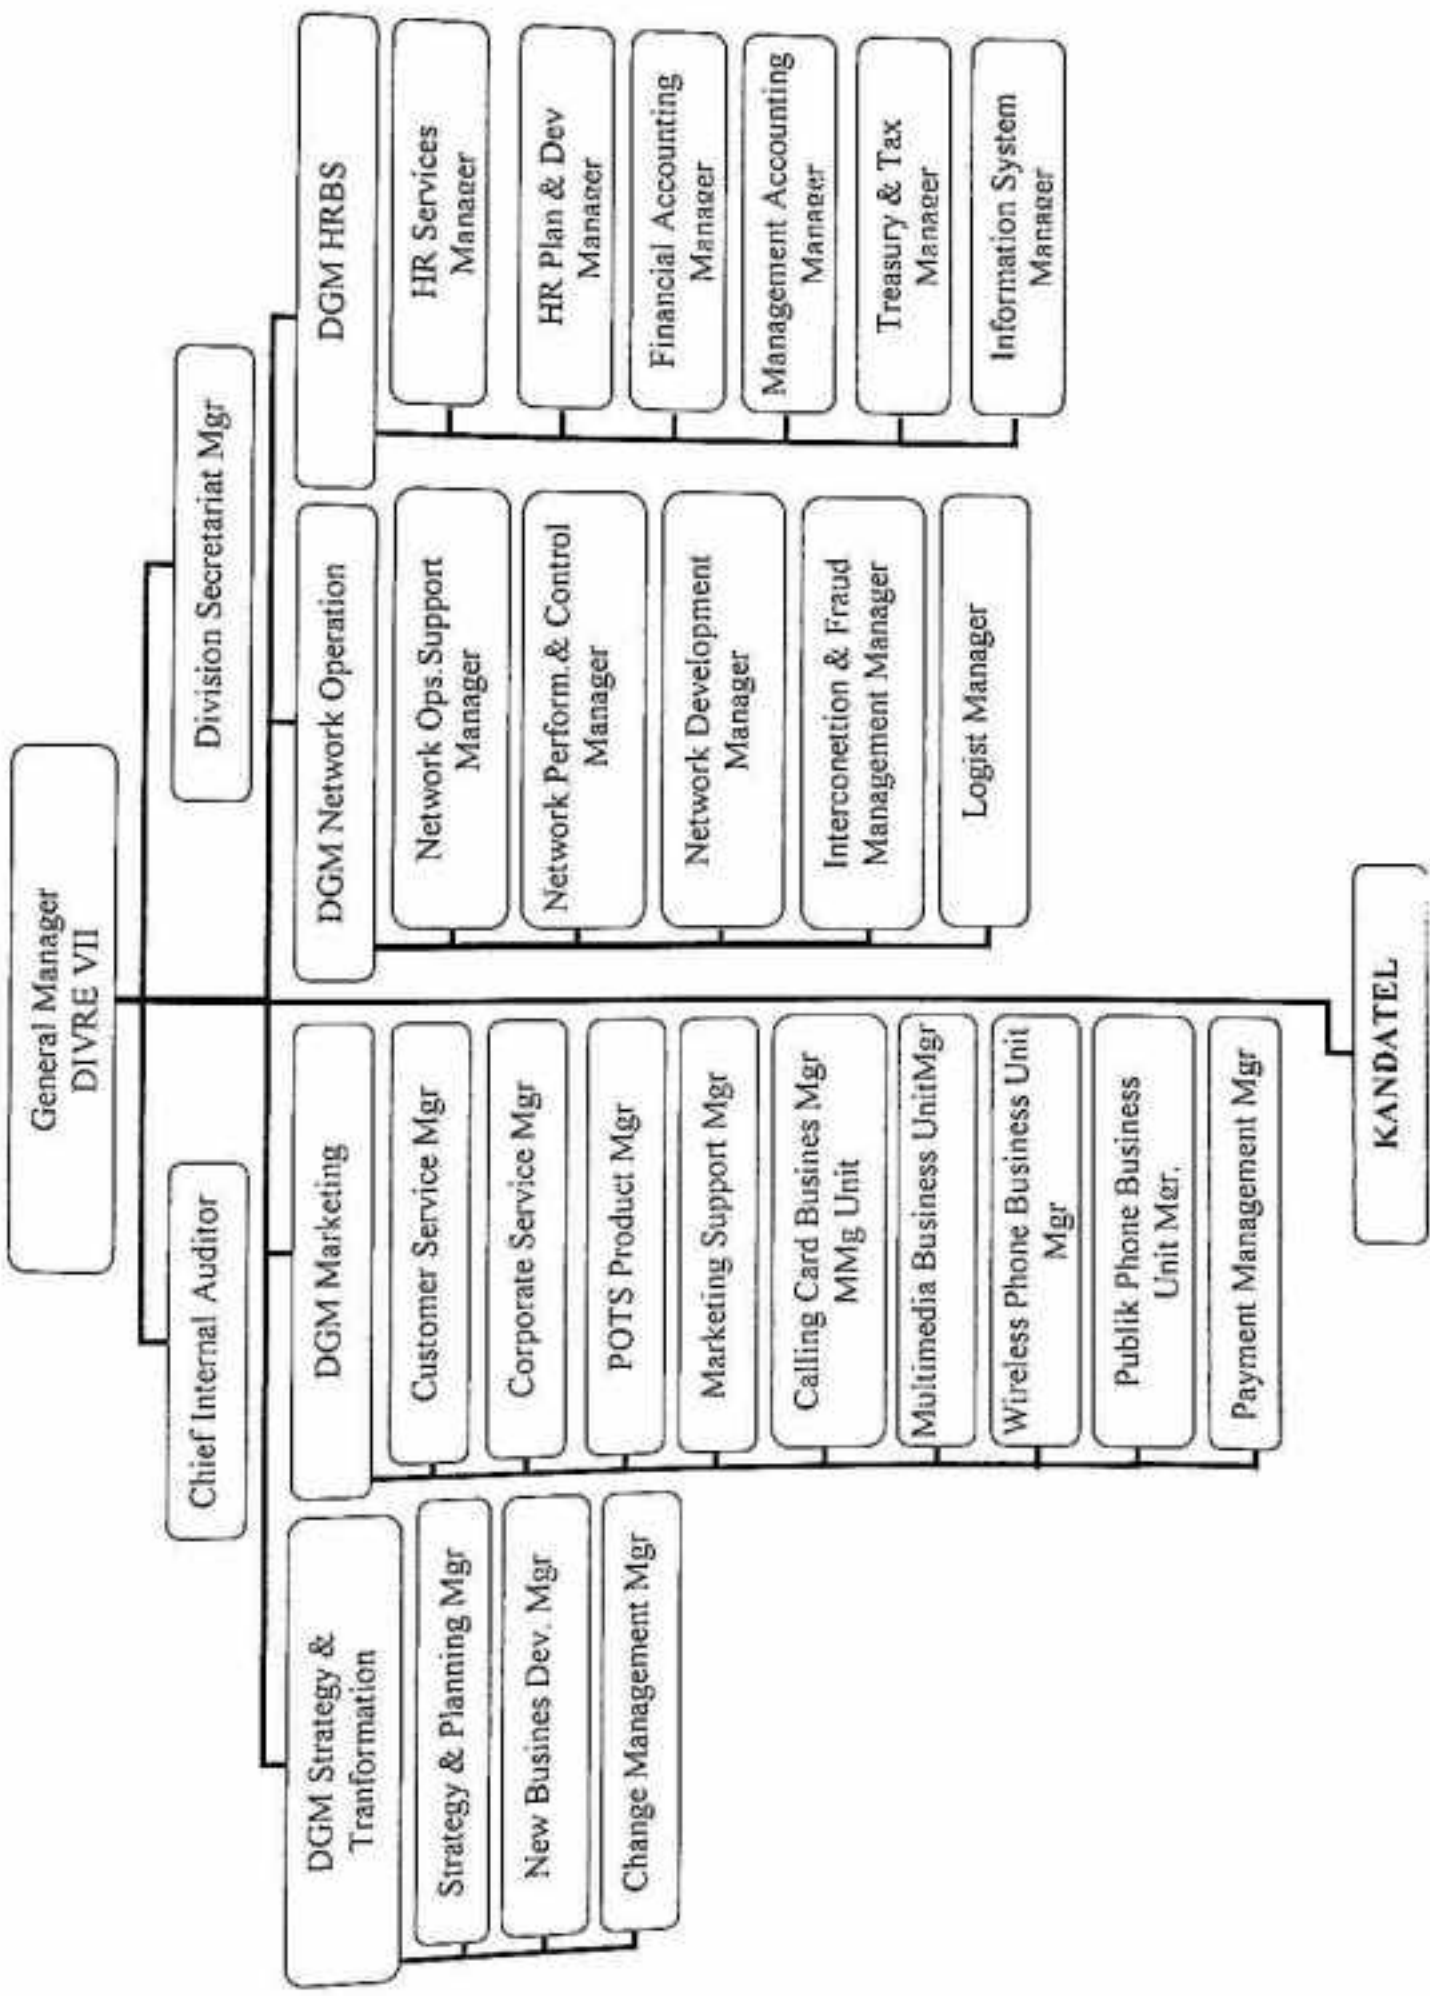 General Manager
DIVRE VII
Chief Internal Auditor
Division Secretariat Mgr
DGM Strategy &
Tranformation
Strategy & Planning Mgr
New Busines Dev. Mgr
Change Management Mgr
DGM Marketing
Customer Service Mgr
Corporate Service Mgr
POTS Product Mgr
Marketing Support Mgr
Calling Card Busines Mgr
MMg Unit
Multimedia Business UnitMgr
Wireless Phone Business Unit
Mgr
Publik Phone Business
Unit Mgr.
Payment Management Mgr
DGM Network Operation
Network Ops.Support
Manager
Network Perform.& Control
Manager
Network Development
Manager
Interconettion & Fraud
Management Manager
Logist Manager
DGM HRBS
HR Services
Manager
HR Plan & Dev
Manager
Financial Accounting
Manager
Management Accounting
Manager
Treasury & Tax
Manager
Information System
Manager
KANDATEL